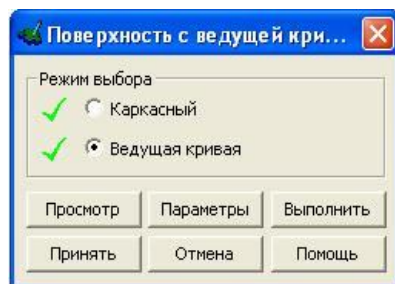 Поверхность с ведущей кри...
Режим выбора
Каркасный
Ведущая кривая
Просмотр Параметры Выполнить
Принять Отмена Помощь